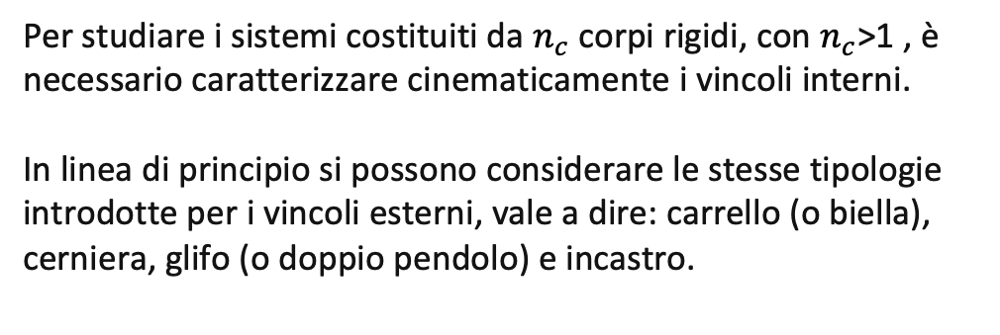 Per studiare i sistemi costituiti da n_c corpi rigidi, con n_c>1 , è
necessario caratterizzare cinematicamente i vincoli interni.
In linea di principio si possono considerare le stesse tipologie
introdotte per i vincoli esterni, vale a dire: carrello (o biella),
cerniera, glifo (o doppio pendolo) e incastro.